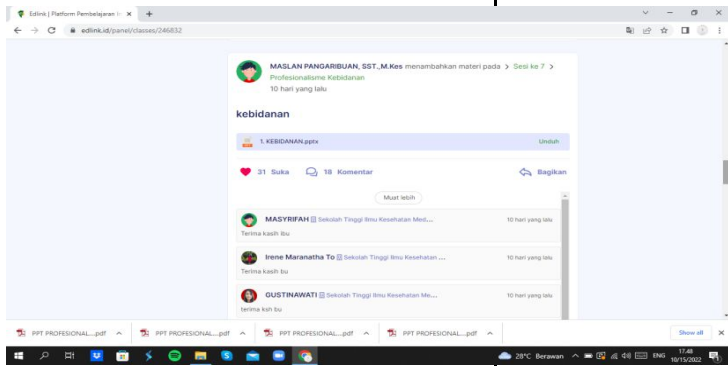 Edlink | Platform Pembelajaran In
edlink.id/panel/classes/246832
MASLAN PANGARIBUAN, SST.,M.Kes menambahkan materi pada > Sesi ke 7 >
Profesionalisme Kebidanan
10 hari yang lalu
kebidanan
1. KEBIDANAN.pptx Unduh
31 Suka 18 Komentar Bagikan
Muat lebih
MASYRIFAH Sekolah Tinggi Ilmu Kesehatan Med... 10 hari yang lalu
Terima kasih ibu
Irene Maranatha To Sekolah Tinggi Ilmu Kesehatan ... 10 hari yang lalu
Terima kasih bu
GUSTINAWATI Sekolah Tinggi Ilmu Kesehatan Me... 10 hari yang lalu
terima ksh bu
PPT PROFESIONAL....pdf PPT PROFESIONAL....pdf PPT PROFESIONAL....pdf PPT PROFESIONAL....pdf Show all
28°C Berawan ENG 17.48
10/15/2022